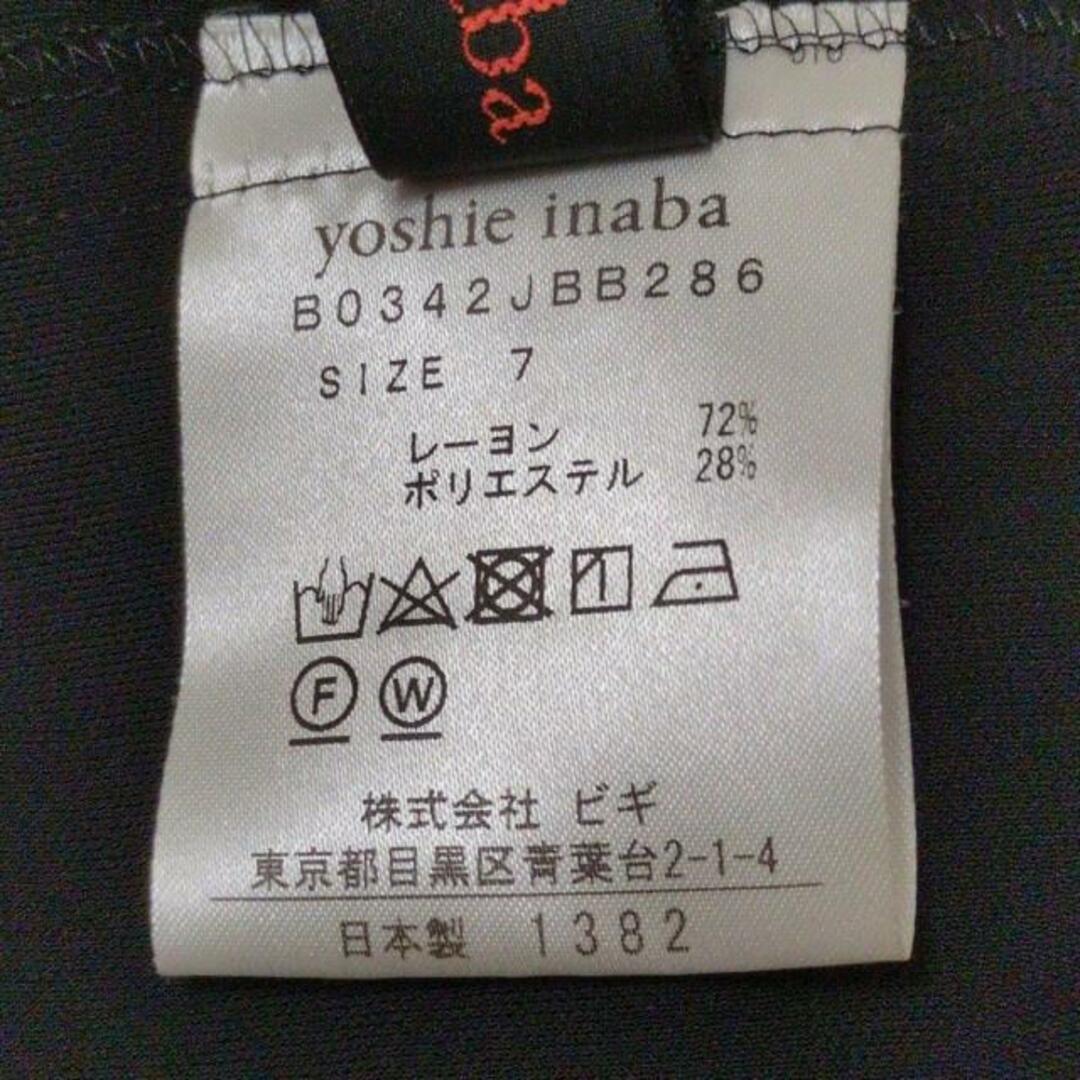 ba
yoshie inaba
B0342JBB286
SIZE 7
レーヨン 72%
ポリエステル 28%
F W
株式会社 ビギ
東京都目黒区青葉台2-1-4
日本製 1382